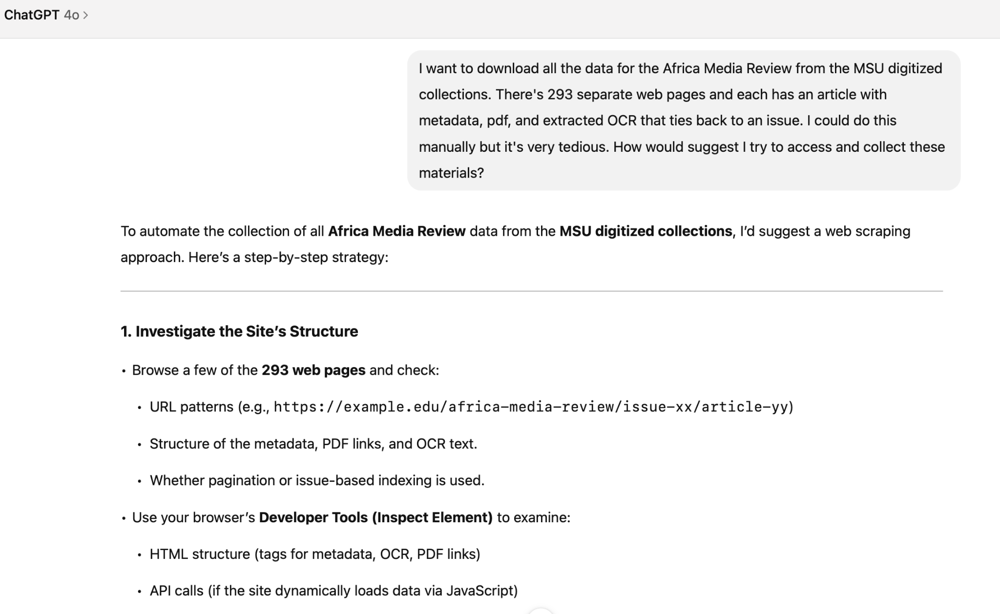 ChatGPT 4o >
I want to download all the data for the Africa Media Review from the MSU digitized
collections. There's 293 separate web pages and each has an article with
metadata, pdf, and extracted OCR that ties back to an issue. I could do this
manually but it's very tedious. How would suggest I try to access and collect these
materials?
To automate the collection of all Africa Media Review data from the MSU digitized collections, I’d suggest a web scraping
approach. Here’s a step-by-step strategy:
1. Investigate the Site’s Structure
• Browse a few of the 293 web pages and check:
• URL patterns (e.g., https://example.edu/africa-media-review/issue-xx/article-yy)
• Structure of the metadata, PDF links, and OCR text.
• Whether pagination or issue-based indexing is used.
• Use your browser’s Developer Tools (Inspect Element) to examine:
• HTML structure (tags for metadata, OCR, PDF links)
• API calls (if the site dynamically loads data via JavaScript)